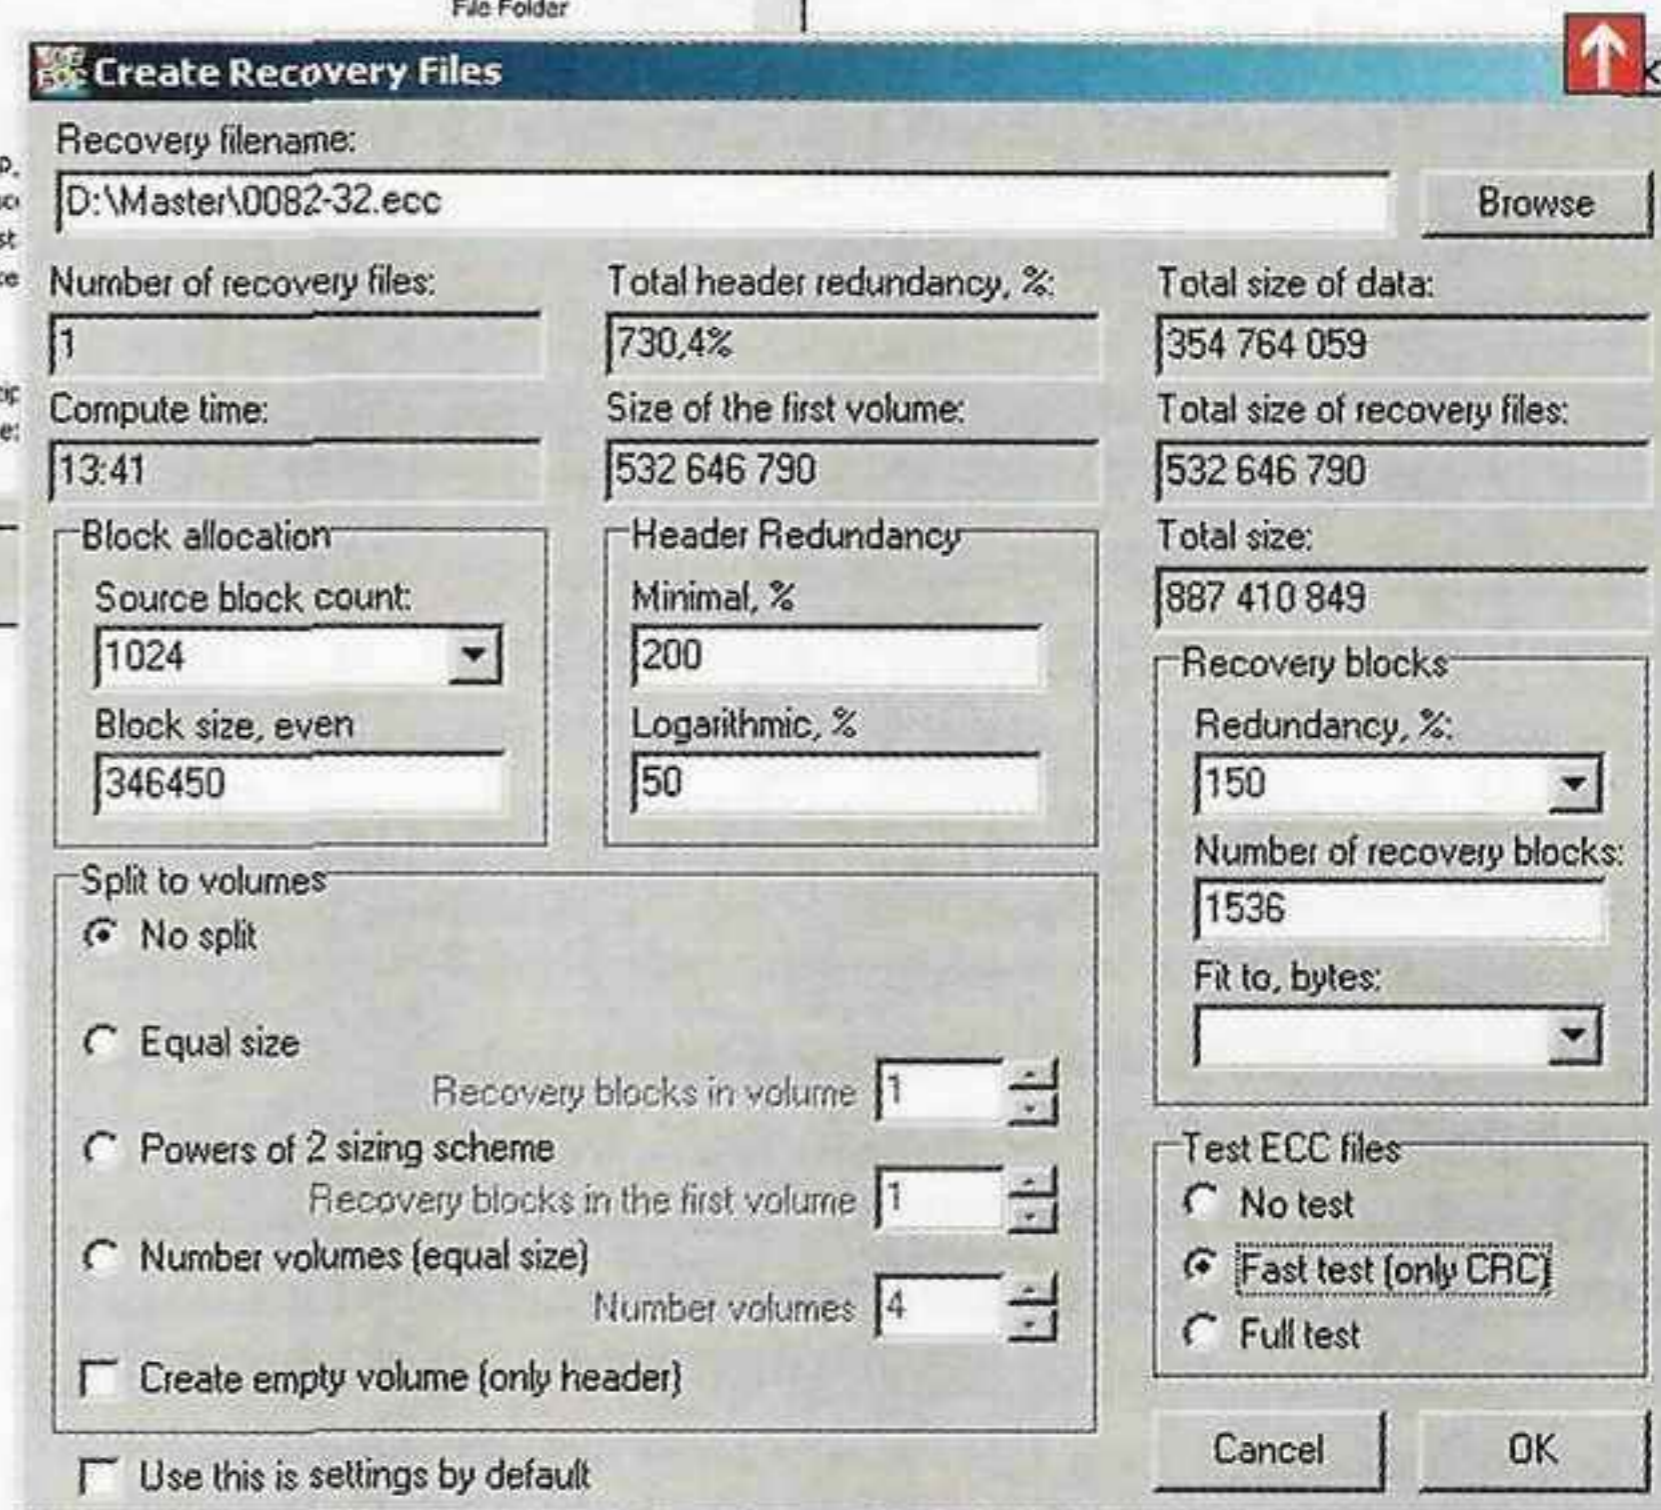 File Folder
Create Recovery Files
Recovery filename:
D:\Master\0082-32.ecc
Browse
Number of recovery files:
Total header redundancy, %:
Total size of data:
1
730,4%
354 764 059
Compute time:
Size of the first volume:
Total size of recovery files:
13:41
532 646 790
532 646 790
Block allocation
Header Redundancy
Total size:
887 410 849
Source block count:
Minimal, %
1024
200
Block size, even
Logarithmic, %
346450
50
Recovery blocks
Redundancy, %:
150
Number of recovery blocks:
1536
Fit to, bytes:
Split to volumes
No split
Equal size
Recovery blocks in volume 1
Powers of 2 sizing scheme
Recovery blocks in the first volume 1
Number volumes (equal size)
Number volumes 4
Create empty volume (only header)
Test ECC files
No test
Fast test (only CRC)
Full test
Use this is settings by default
Cancel
OK